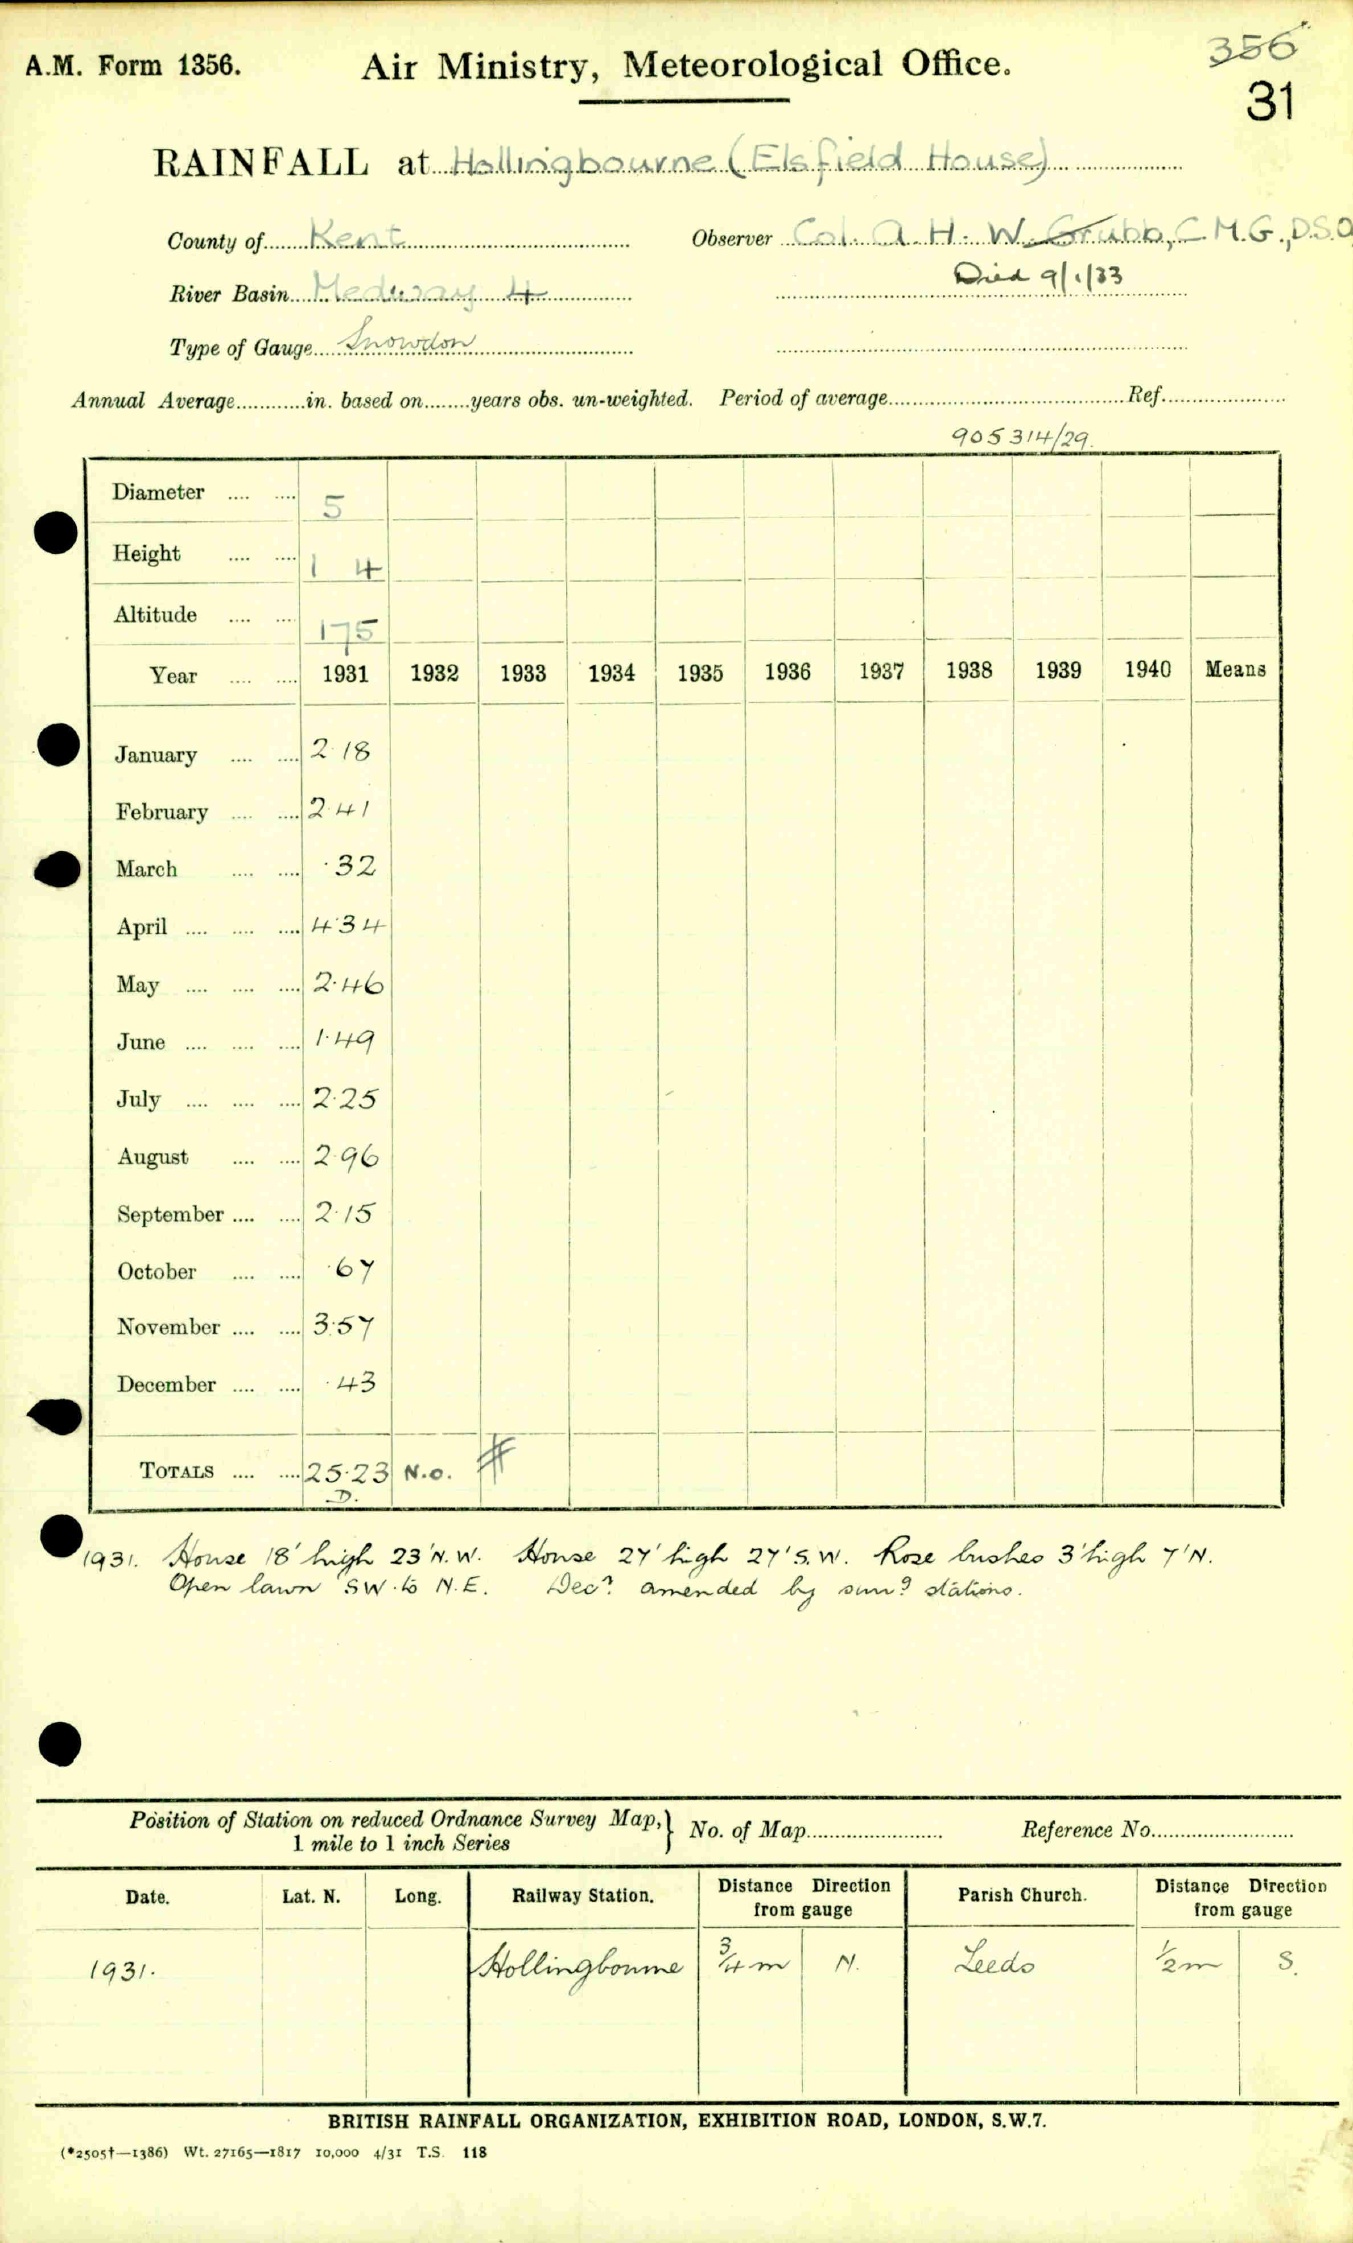 A.M. Form 1356. Air Ministry, Meteorological Office. 356
31
RAINFALL at Hollingbourne (Elsfield House)
County of Kent Observer Col. A. H. W. Grubb, C.M.G., D.S.O.
River Basin Medway 4 Died 9/1/33
Type of Gauge Snowdon
Annual Average in. based on years obs. un-weighted. Period of average Ref.
905314/29.
Diameter 5
Height 1 4
Altitude 175
Year 1931 1932 1933 1934 1935 1936 1937 1938 1939 1940 Means
January 2·18
February 2·41
March ·32
April 4·34
May 2·46
June 1·49
July 2·25
August 2·96
September 2·15
October ·67
November 3·57
December ·43
TOTALS 25·23 N.O. #
D.
1931. House 18' high 23' N.W. House 27' high 27' S.W. Rose bushes 3' high 7' N.
Open lawn SW. to N.E. Decr. amended by surrg. stations.
Position of Station on reduced Ordnance Survey Map,} No. of Map Reference No.
1 mile to 1 inch Series
Date. Lat. N. Long. Railway Station. Distance Direction from gauge Parish Church. Distance Direction from gauge
1931. Hollingbourne 3/4 m N. Leeds 1/2 m S.
BRITISH RAINFALL ORGANIZATION, EXHIBITION ROAD, LONDON, S.W.7.
(*2505†—1386) Wt. 27165—1817 10,000 4/31 T.S. 118